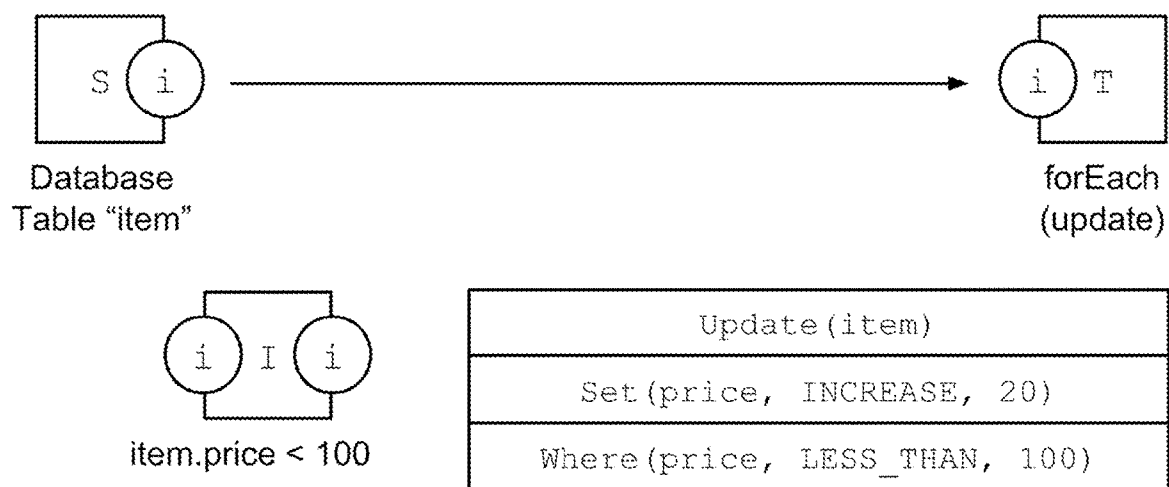 S i
i T
Database
Table “item”
forEach
(update)
i I i
item.price < 100
Update(item)
Set(price, INCREASE, 20)
Where(price, LESS_THAN, 100)